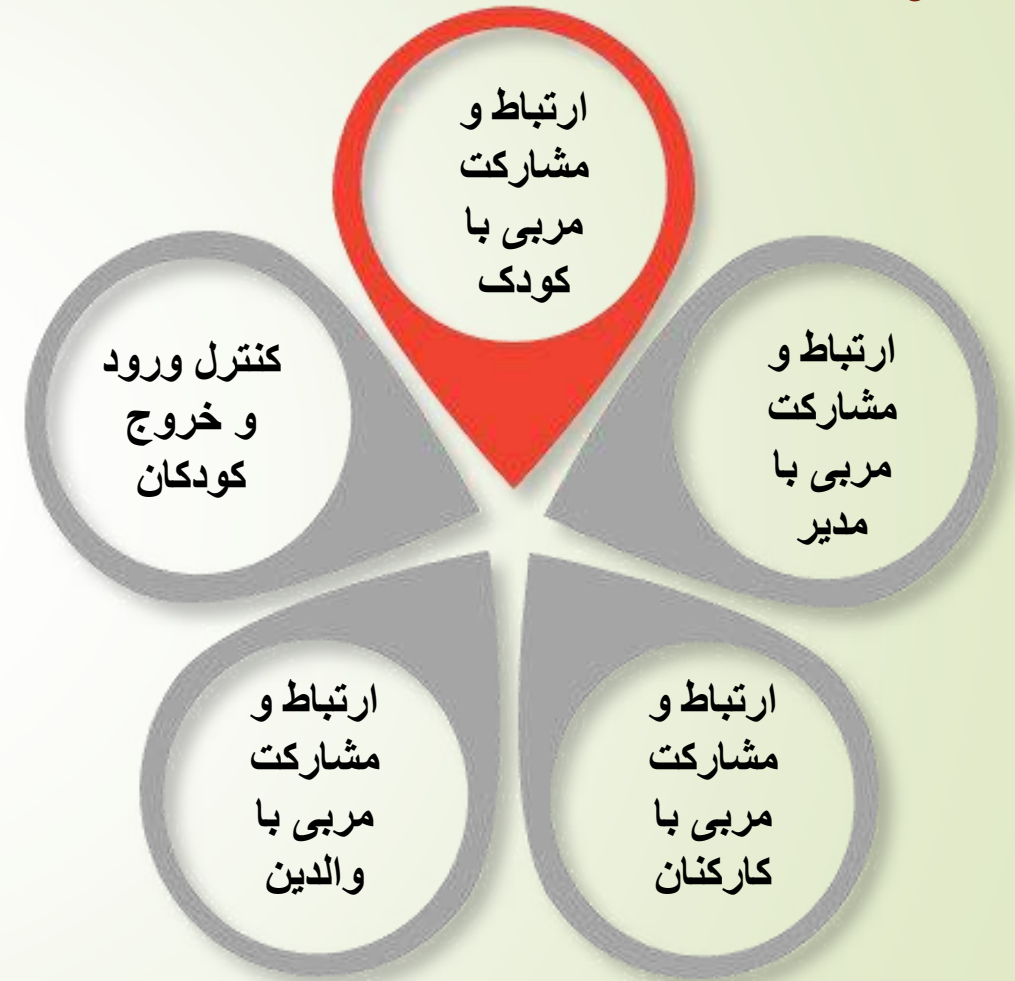 ارتباط و
مشارکت
مربی با
کودک
ارتباط و
مشارکت
مربی با
مدیر
ارتباط و
مشارکت
مربی با
کارکنان
ارتباط و
مشارکت
مربی با
والدین
کنترل ورود
و خروج
کودکان